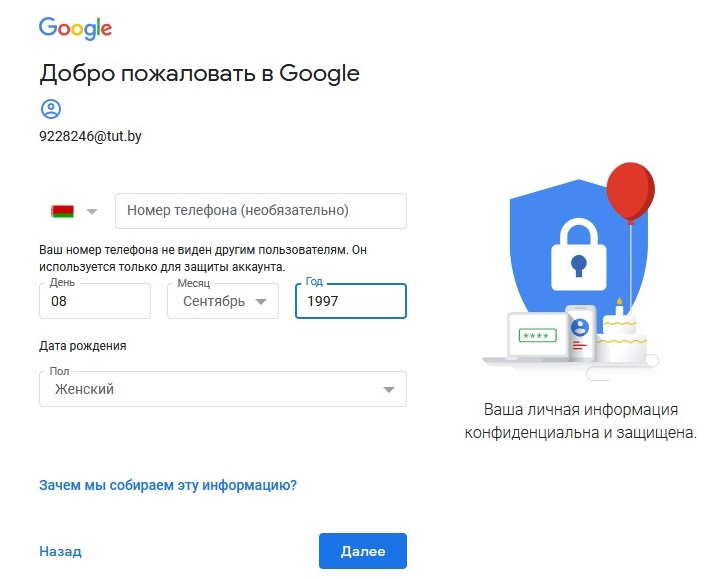 Google
Добро пожаловать в Google
9228246@tut.by
Номер телефона (необязательно)
Ваш номер телефона не виден другим пользователям. Он
используется только для защиты аккаунта.
День
Месяц
Год
08
Сентябрь
1997
Дата рождения
Пол
Женский
Зачем мы собираем эту информацию?
Назад
Далее
****
Ваша личная информация
конфиденциальна и защищена.